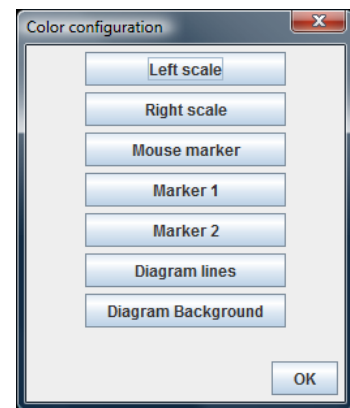 Color configuration
Left scale
Right scale
Mouse marker
Marker 1
Marker 2
Diagram lines
Diagram Background
OK